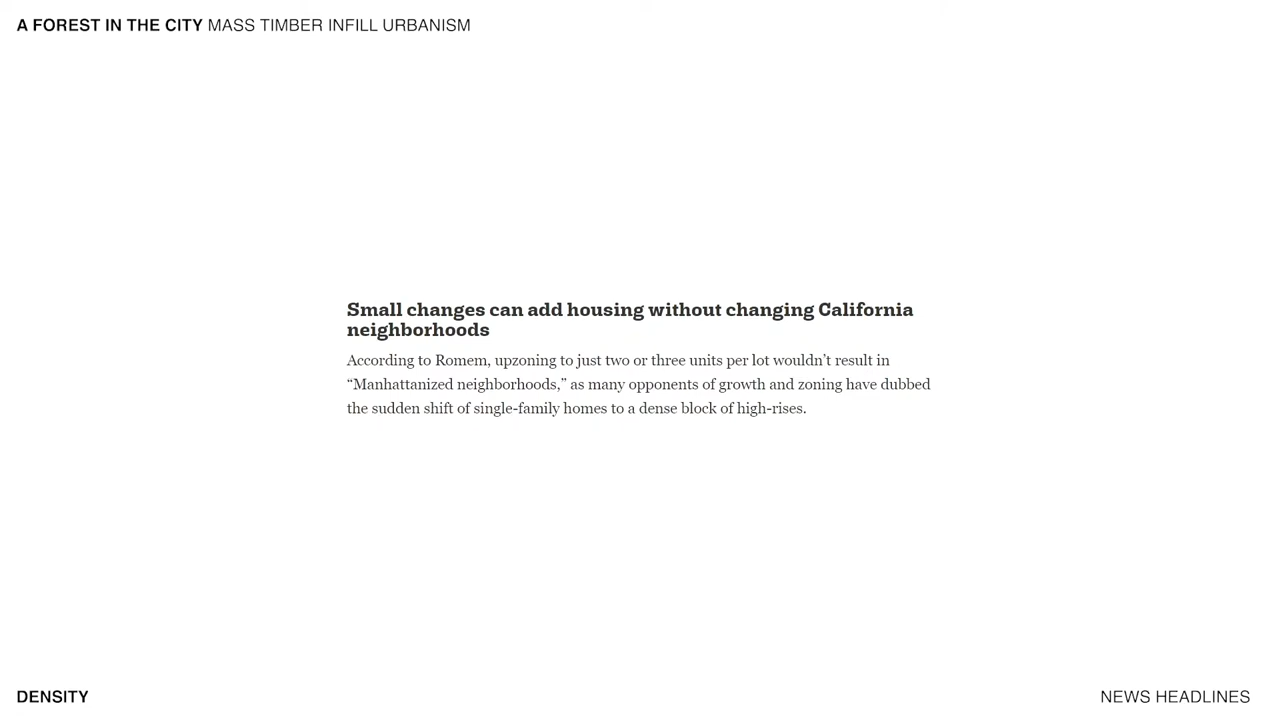 A FOREST IN THE CITY MASS TIMBER INFILL URBANISM
Small changes can add housing without changing California
neighborhoods
According to Romem, upzoning to just two or three units per lot wouldn’t result in
“Manhattanized neighborhoods,” as many opponents of growth and zoning have dubbed
the sudden shift of single-family homes to a dense block of high-rises.
DENSITY
NEWS HEADLINES